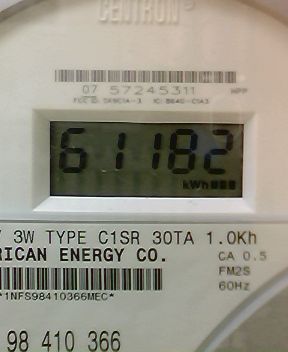 CENTRON®
07 57245311 HPP
61182
kWh
3W TYPE C1SR 30TA 1.0Kh
RICAN ENERGY CO.
CA 0.5
FM2S
*1NFS98410366MEC*
60Hz
98 410 366